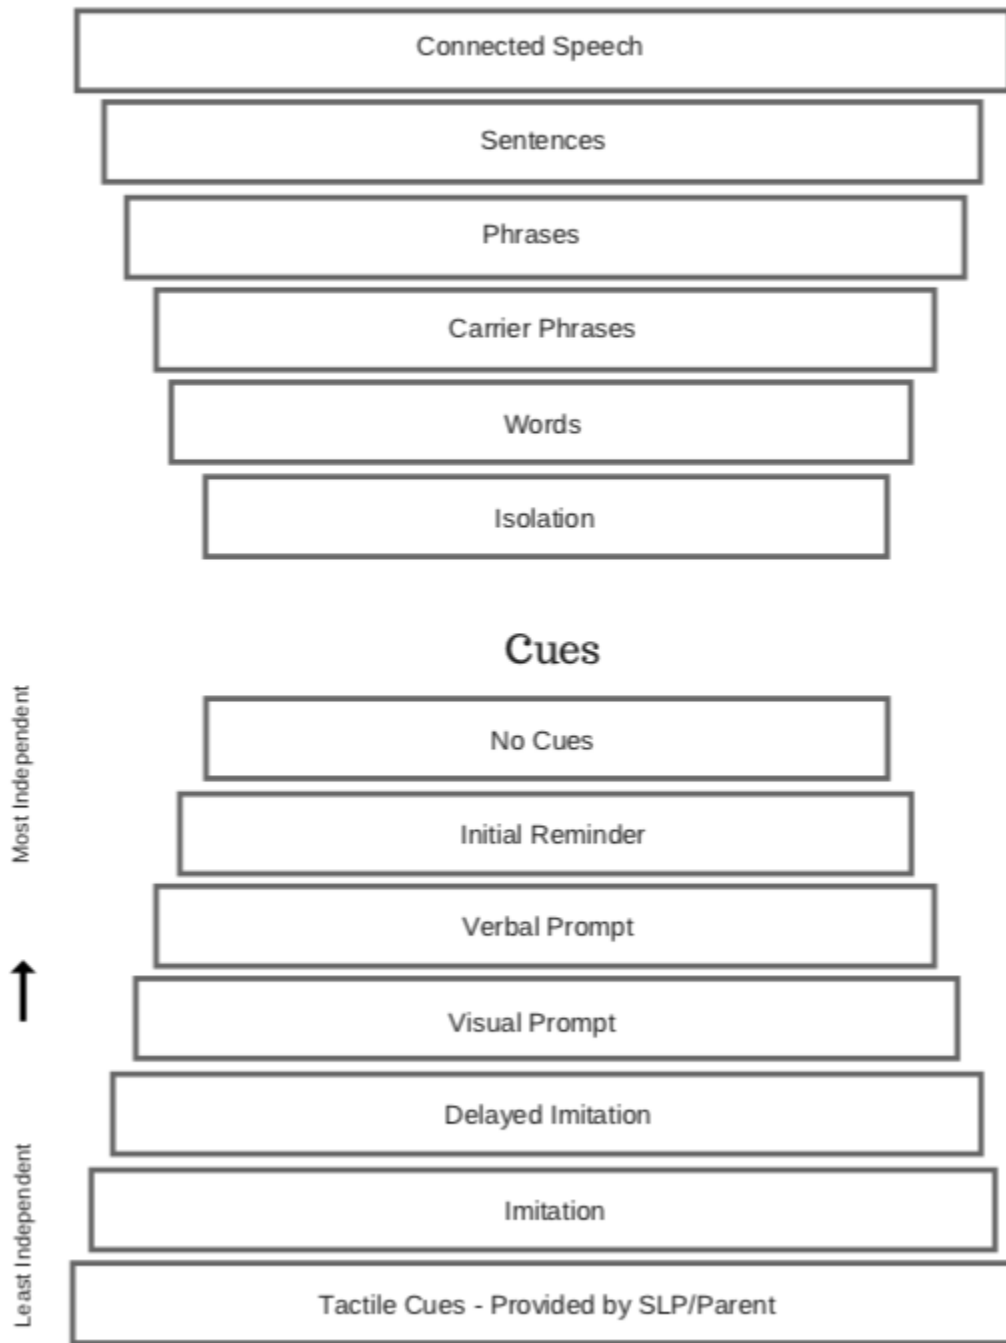 Connected Speech
Sentences
Phrases
Carrier Phrases
Words
Isolation
Cues
Most Independent
No Cues
Initial Reminder
Verbal Prompt
Visual Prompt
Delayed Imitation
Least Independent
Imitation
Tactile Cues - Provided by SLP/Parent